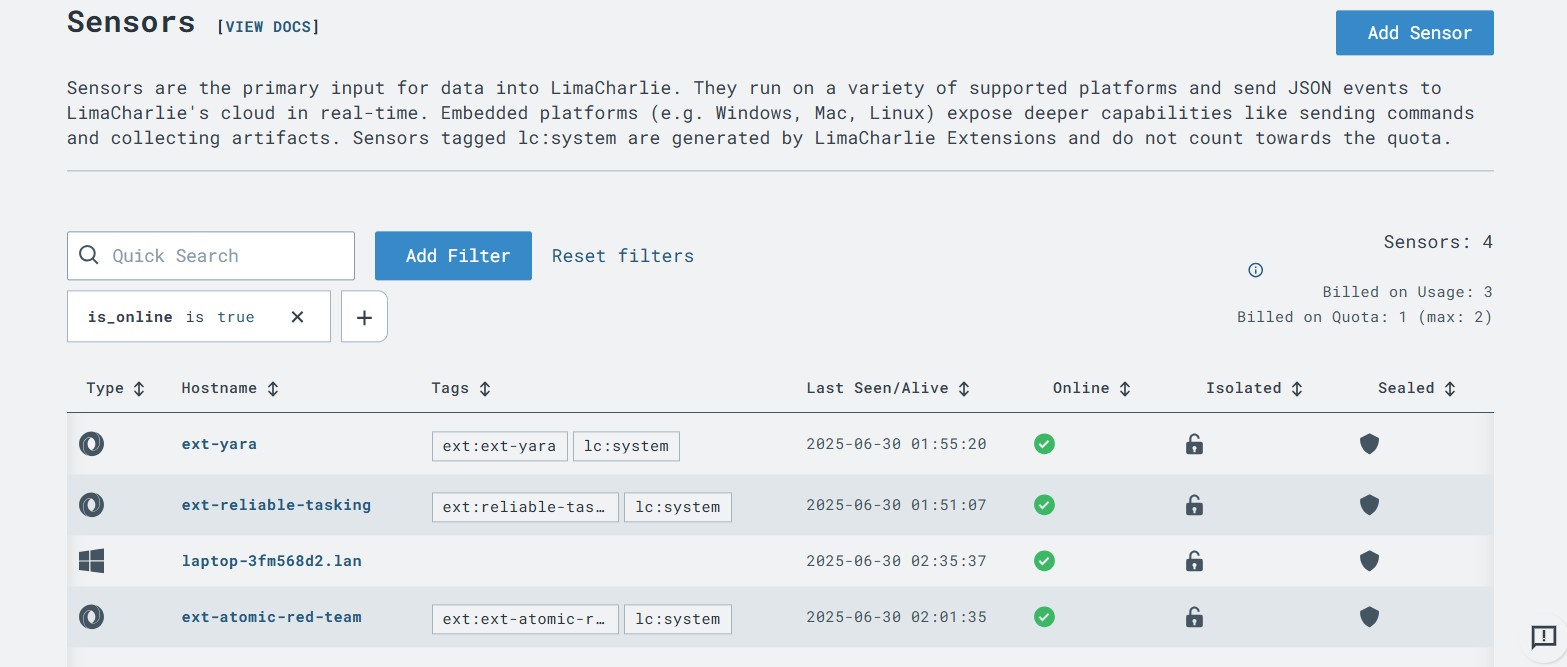 Sensors [VIEW DOCS]
Add Sensor
Sensors are the primary input for data into LimaCharlie. They run on a variety of supported platforms and send JSON events to
LimaCharlie's cloud in real-time. Embedded platforms (e.g. Windows, Mac, Linux) expose deeper capabilities like sending commands
and collecting artifacts. Sensors tagged lc:system are generated by LimaCharlie Extensions and do not count towards the quota.
Quick Search Add Filter Reset filters
Sensors: 4
Billed on Usage: 3
Billed on Quota: 1 (max: 2)
is_online is true
Type Hostname Tags Last Seen/Alive Online Isolated Sealed
ext-yara ext:ext-yara lc:system 2025-06-30 01:55:20
ext-reliable-tasking ext:reliable-tas… lc:system 2025-06-30 01:51:07
laptop-3fm568d2.lan 2025-06-30 02:35:37
ext-atomic-red-team ext:ext-atomic-r… lc:system 2025-06-30 02:01:35